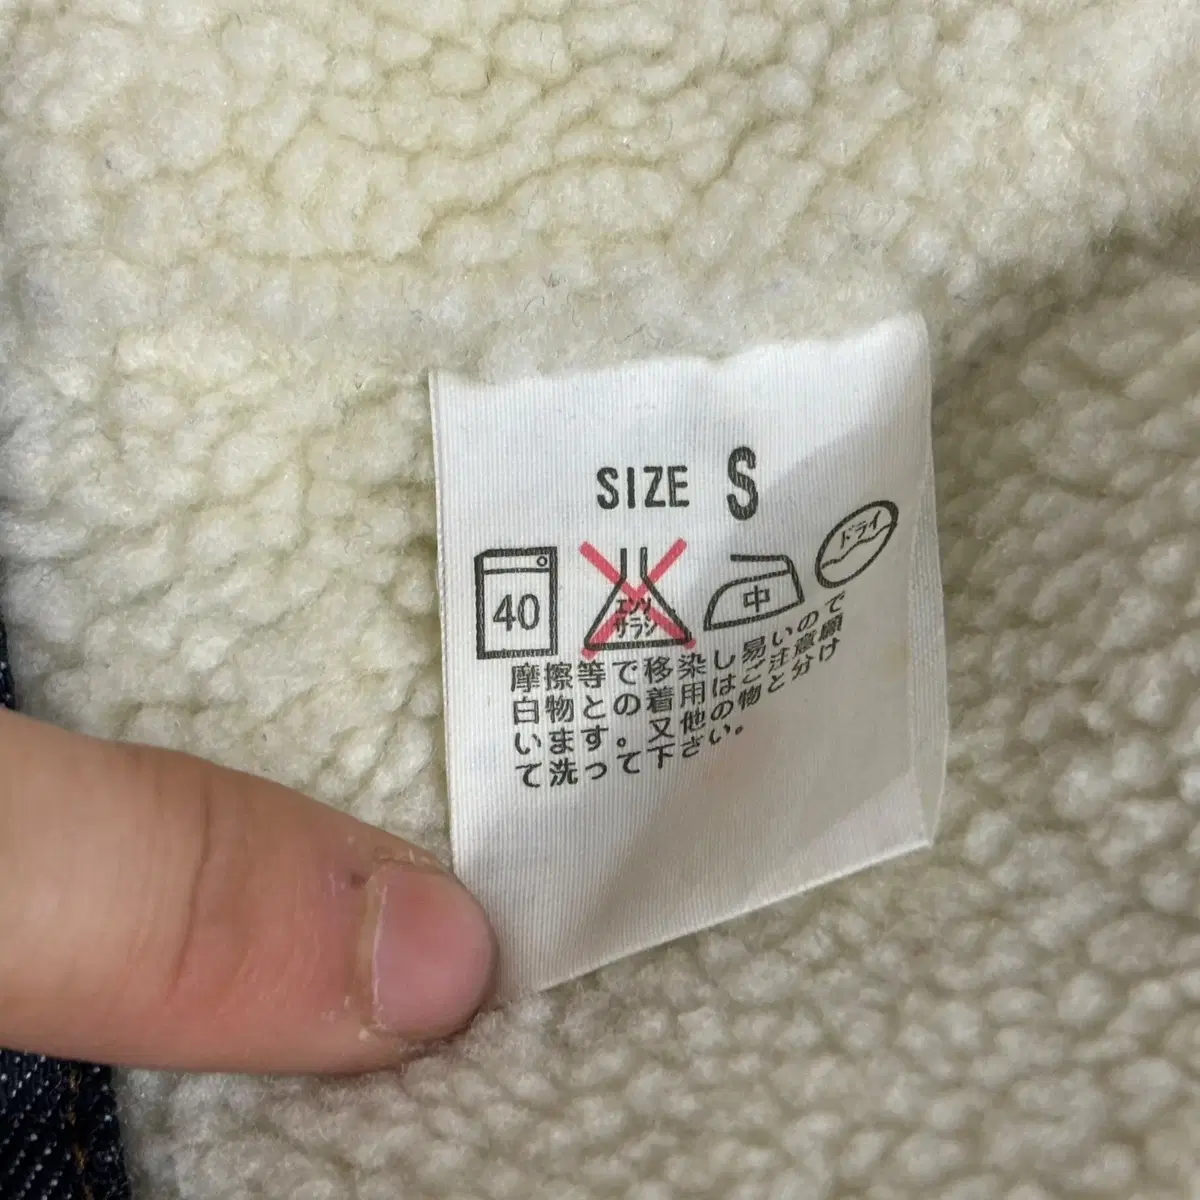 SIZE S
40
エンソ
サラシ
中
ドライ
摩擦等で移染し易いので
白物との着用はご注意願
います。又他の物と分け
て洗って下さい。